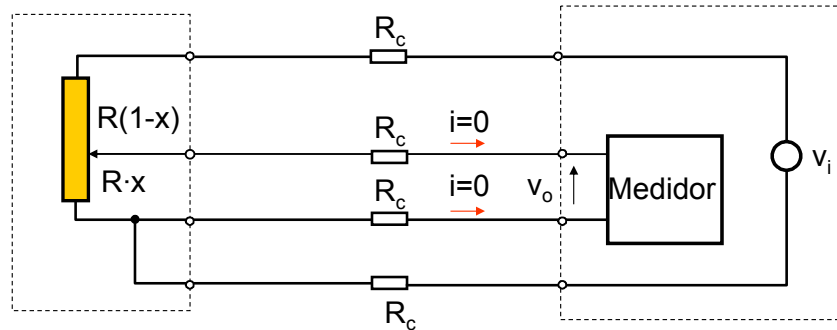 R_c
R(1-x)
R_c
i=0
R·x
i=0
v_o
Medidor
v_i
R_c
R_c